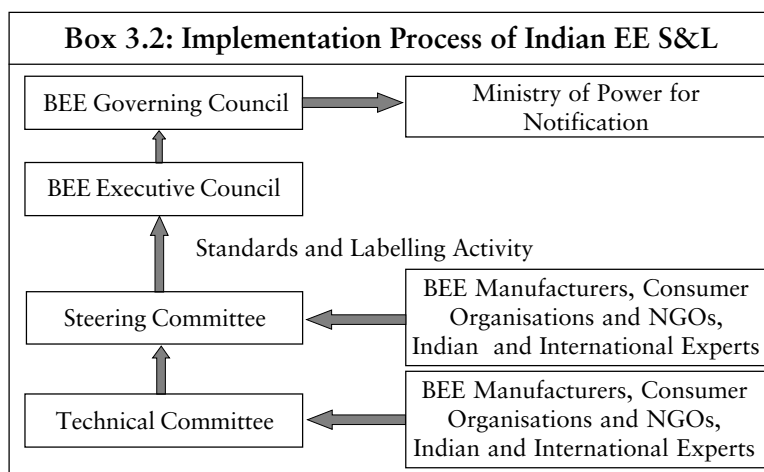 Box 3.2: Implementation Process of Indian EE S&L
BEE Governing Council
Ministry of Power for
Notification
BEE Executive Council
Standards and Labelling Activity
Steering Committee
BEE Manufacturers, Consumer
Organisations and NGOs,
Indian and International Experts
Technical Committee
BEE Manufacturers, Consumer
Organisations and NGOs,
Indian and International Experts